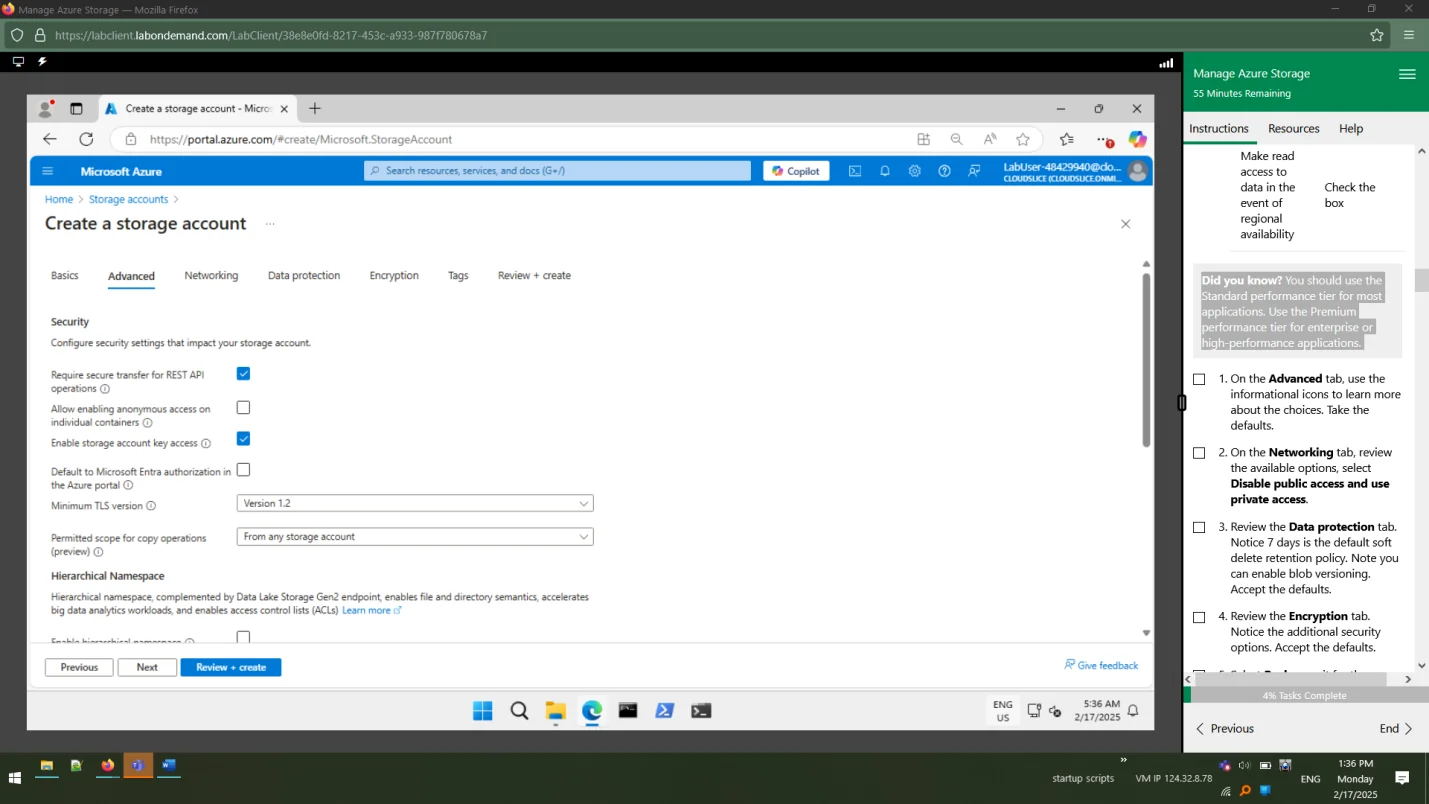 Manage Azure Storage — Mozilla Firefox
https://labclient.labondemand.com/LabClient/38e8e0fd-8217-453c-a933-987f780678a7
Create a storage account - Micros
https://portal.azure.com/#create/Microsoft.StorageAccount
Microsoft Azure
Search resources, services, and docs (G+/)
Copilot
LabUser-48429940@clo...
CLOUDSLICE (CLOUDSLICE.ONMI...
Home > Storage accounts >
Create a storage account ...
Basics
Advanced
Networking
Data protection
Encryption
Tags
Review + create
Security
Configure security settings that impact your storage account.
Require secure transfer for REST API
operations
Allow enabling anonymous access on
individual containers
Enable storage account key access
Default to Microsoft Entra authorization in
the Azure portal
Minimum TLS version
Version 1.2
Permitted scope for copy operations
(preview)
From any storage account
Hierarchical Namespace
Hierarchical namespace, complemented by Data Lake Storage Gen2 endpoint, enables file and directory semantics, accelerates
big data analytics workloads, and enables access control lists (ACLs) Learn more
Enable hierarchical namespace
Previous
Next
Review + create
Give feedback
ENG
US
5:36 AM
2/17/2025
Manage Azure Storage
55 Minutes Remaining
Instructions
Resources
Help
Make read
access to
data in the
event of
regional
availability
Check the
box
Did you know? You should use the
Standard performance tier for most
applications. Use the Premium
performance tier for enterprise or
high-performance applications.
1. On the Advanced tab, use the
informational icons to learn more
about the choices. Take the
defaults.
2. On the Networking tab, review
the available options, select
Disable public access and use
private access.
3. Review the Data protection tab.
Notice 7 days is the default soft
delete retention policy. Note you
can enable blob versioning.
Accept the defaults.
4. Review the Encryption tab.
Notice the additional security
options. Accept the defaults.
4% Tasks Complete
Previous
End
startup scripts
VM IP 124.32.8.78
ENG
1:36 PM
Monday
2/17/2025